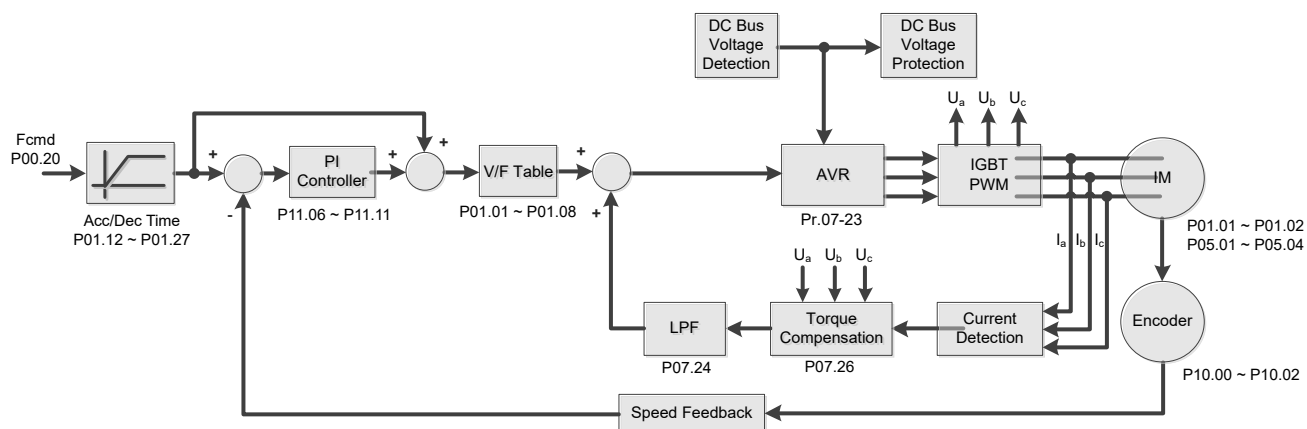 DC Bus
Voltage
Detection
DC Bus
Voltage
Protection
Ua
Ub
Uc
Fcmd
P00.20
+
-
Acc/Dec Time
P01.12 ~ P01.27
PI
Controller
P11.06 ~ P11.11
+
+
V/F Table
P01.01 ~ P01.08
+
+
AVR
Pr.07-23
IGBT
PWM
IM
P01.01 ~ P01.02
P05.01 ~ P05.04
Ia
Ib
Ic
Ua
Ub
Uc
LPF
P07.24
Torque
Compensation
P07.26
Current
Detection
Encoder
P10.00 ~ P10.02
Speed Feedback